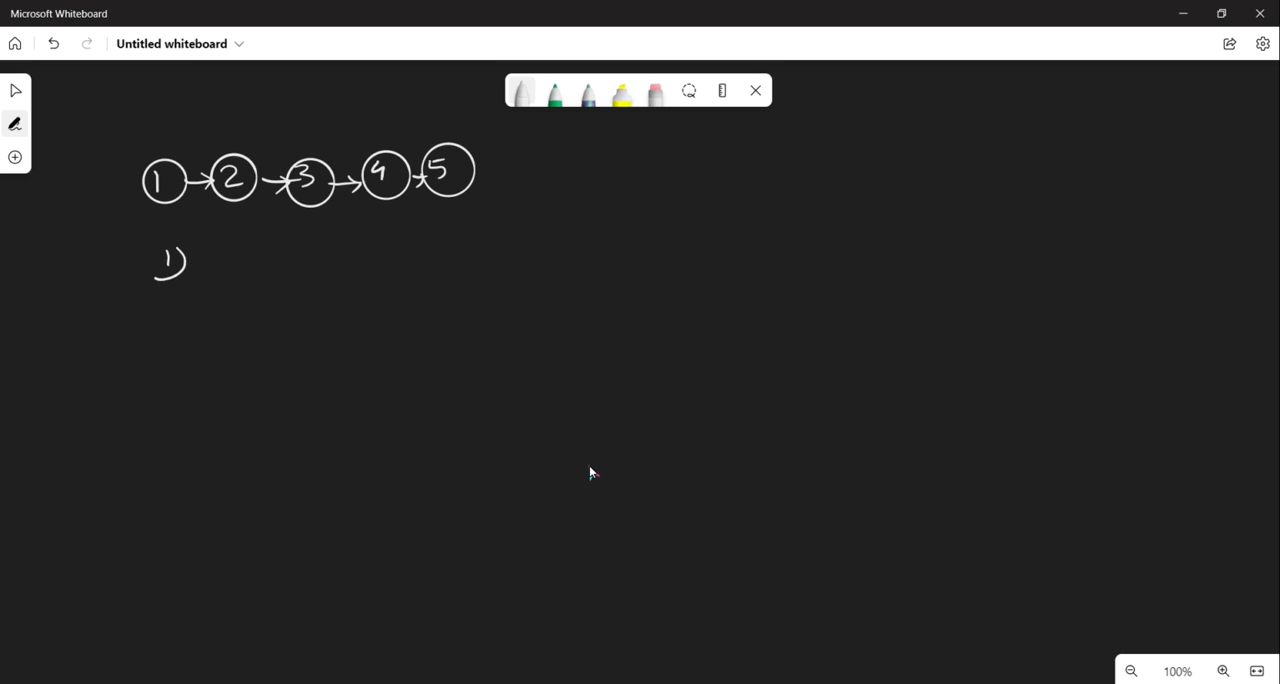 Microsoft Whiteboard
Untitled whiteboard
1 → 2 → 3 → 4 → 5
1)
100%